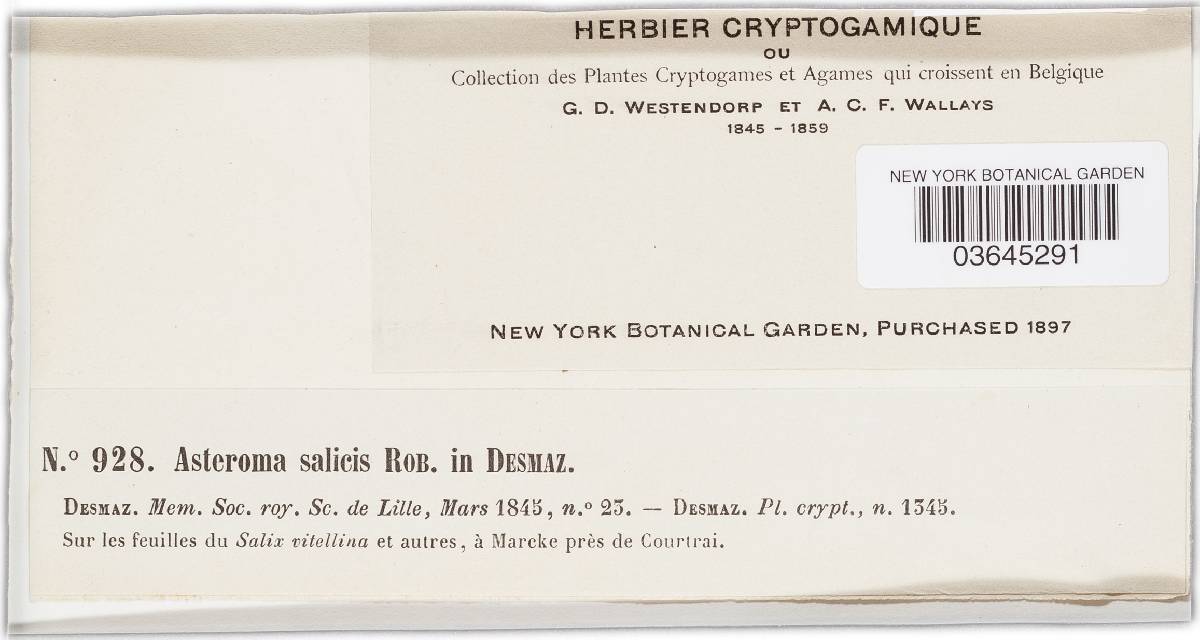 HERBIER CRYPTOGAMIQUE
OU
Collection des Plantes Cryptogames et Agames qui croissent en Belgique
G. D. WESTENDORP ET A. C. F. WALLAYS
1845 - 1859
NEW YORK BOTANICAL GARDEN
03645291
NEW YORK BOTANICAL GARDEN, PURCHASED 1897
N.º 928. Asteroma salicis ROB. in DESMAZ.
DESMAZ. Mem. Soc. roy. Sc. de Lille, Mars 1845, n.º 23. — DESMAZ. Pl. crypt., n. 1345.
Sur les feuilles du Salix vitellina et autres, à Marcke près de Courtrai.